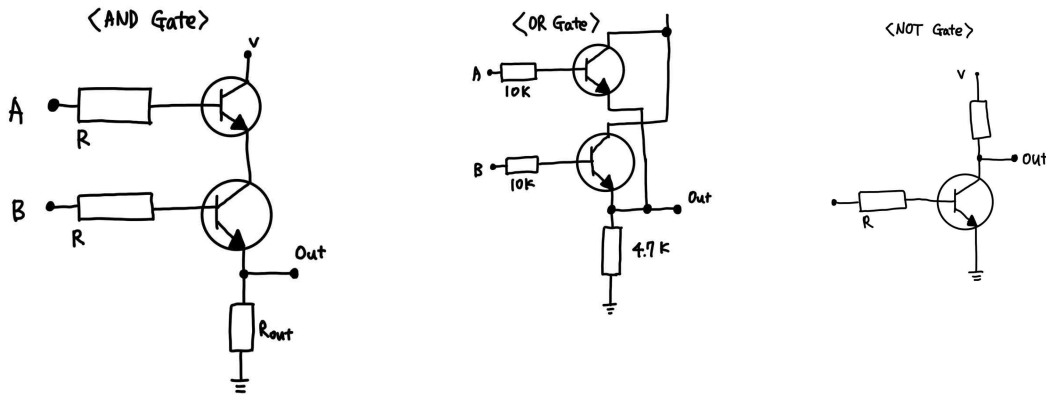 <AND Gate>
V
A
R
B
R
Out
Rout
<OR Gate>
A
10K
B
10K
Out
4.7K
<NOT Gate>
V
Out
R